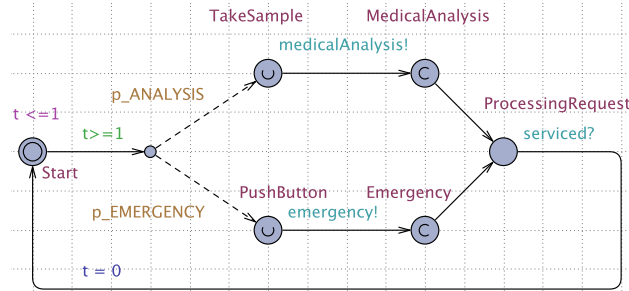 TakeSample
MedicalAnalysis
medicalAnalysis!
p_ANALYSIS
ProcessingRequest
t <=1
t>=1
serviced?
Start
PushButton
Emergency
p_EMERGENCY
emergency!
t = 0